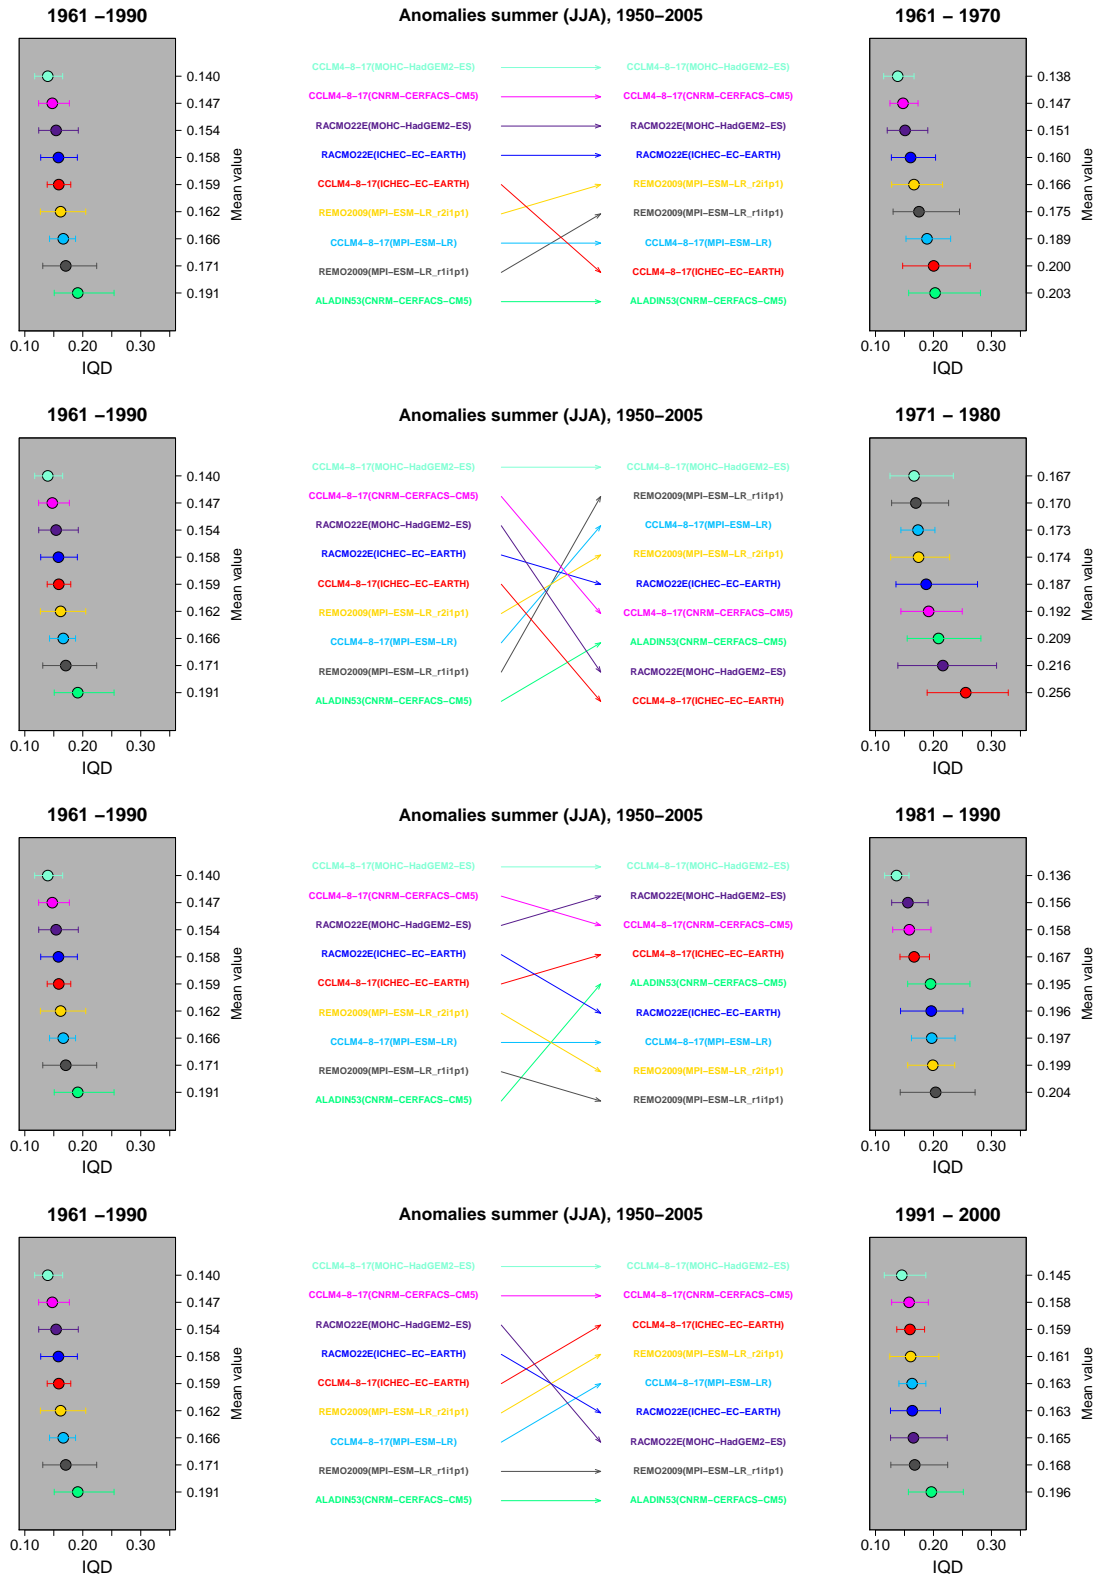 1961 −1990
Anomalies summer (JJA), 1950−2005
1961 − 1970
CCLM4−8−17(MOHC−HadGEM2−ES) CCLM4−8−17(MOHC−HadGEM2−ES)
0.140 0.138
CCLM4−8−17(CNRM−CERFACS−CM5) CCLM4−8−17(CNRM−CERFACS−CM5)
0.147 0.147
RACMO22E(MOHC−HadGEM2−ES) RACMO22E(MOHC−HadGEM2−ES)
0.154 0.151
RACMO22E(ICHEC−EC−EARTH) RACMO22E(ICHEC−EC−EARTH)
0.158 0.160
CCLM4−8−17(ICHEC−EC−EARTH) REMO2009(MPI−ESM−LR_r2i1p1)
0.159 0.166
REMO2009(MPI−ESM−LR_r2i1p1) REMO2009(MPI−ESM−LR_r1i1p1)
0.162 0.175
CCLM4−8−17(MPI−ESM−LR) CCLM4−8−17(MPI−ESM−LR)
0.166 0.189
REMO2009(MPI−ESM−LR_r1i1p1) CCLM4−8−17(ICHEC−EC−EARTH)
0.171 0.200
ALADIN53(CNRM−CERFACS−CM5) ALADIN53(CNRM−CERFACS−CM5)
0.191 0.203
Mean value Mean value
0.10 0.20 0.30 0.10 0.20 0.30
IQD IQD
1961 −1990
Anomalies summer (JJA), 1950−2005
1971 − 1980
CCLM4−8−17(MOHC−HadGEM2−ES) CCLM4−8−17(MOHC−HadGEM2−ES)
0.140 0.167
CCLM4−8−17(CNRM−CERFACS−CM5) REMO2009(MPI−ESM−LR_r1i1p1)
0.147 0.170
RACMO22E(MOHC−HadGEM2−ES) CCLM4−8−17(MPI−ESM−LR)
0.154 0.173
RACMO22E(ICHEC−EC−EARTH) REMO2009(MPI−ESM−LR_r2i1p1)
0.158 0.174
CCLM4−8−17(ICHEC−EC−EARTH) RACMO22E(ICHEC−EC−EARTH)
0.159 0.187
REMO2009(MPI−ESM−LR_r2i1p1) CCLM4−8−17(CNRM−CERFACS−CM5)
0.162 0.192
CCLM4−8−17(MPI−ESM−LR) ALADIN53(CNRM−CERFACS−CM5)
0.166 0.209
REMO2009(MPI−ESM−LR_r1i1p1) RACMO22E(MOHC−HadGEM2−ES)
0.171 0.216
ALADIN53(CNRM−CERFACS−CM5) CCLM4−8−17(ICHEC−EC−EARTH)
0.191 0.256
Mean value Mean value
0.10 0.20 0.30 0.10 0.20 0.30
IQD IQD
1961 −1990
Anomalies summer (JJA), 1950−2005
1981 − 1990
CCLM4−8−17(MOHC−HadGEM2−ES) CCLM4−8−17(MOHC−HadGEM2−ES)
0.140 0.136
CCLM4−8−17(CNRM−CERFACS−CM5) RACMO22E(MOHC−HadGEM2−ES)
0.147 0.156
RACMO22E(MOHC−HadGEM2−ES) CCLM4−8−17(CNRM−CERFACS−CM5)
0.154 0.158
RACMO22E(ICHEC−EC−EARTH) CCLM4−8−17(ICHEC−EC−EARTH)
0.158 0.167
CCLM4−8−17(ICHEC−EC−EARTH) ALADIN53(CNRM−CERFACS−CM5)
0.159 0.195
REMO2009(MPI−ESM−LR_r2i1p1) RACMO22E(ICHEC−EC−EARTH)
0.162 0.196
CCLM4−8−17(MPI−ESM−LR) CCLM4−8−17(MPI−ESM−LR)
0.166 0.197
REMO2009(MPI−ESM−LR_r1i1p1) REMO2009(MPI−ESM−LR_r2i1p1)
0.171 0.199
ALADIN53(CNRM−CERFACS−CM5) REMO2009(MPI−ESM−LR_r1i1p1)
0.191 0.204
Mean value Mean value
0.10 0.20 0.30 0.10 0.20 0.30
IQD IQD
1961 −1990
Anomalies summer (JJA), 1950−2005
1991 − 2000
CCLM4−8−17(MOHC−HadGEM2−ES) CCLM4−8−17(MOHC−HadGEM2−ES)
0.140 0.145
CCLM4−8−17(CNRM−CERFACS−CM5) CCLM4−8−17(CNRM−CERFACS−CM5)
0.147 0.158
RACMO22E(MOHC−HadGEM2−ES) CCLM4−8−17(ICHEC−EC−EARTH)
0.154 0.159
RACMO22E(ICHEC−EC−EARTH) REMO2009(MPI−ESM−LR_r2i1p1)
0.158 0.161
CCLM4−8−17(ICHEC−EC−EARTH) CCLM4−8−17(MPI−ESM−LR)
0.159 0.163
REMO2009(MPI−ESM−LR_r2i1p1) RACMO22E(ICHEC−EC−EARTH)
0.162 0.163
CCLM4−8−17(MPI−ESM−LR) RACMO22E(MOHC−HadGEM2−ES)
0.166 0.165
REMO2009(MPI−ESM−LR_r1i1p1) REMO2009(MPI−ESM−LR_r1i1p1)
0.171 0.168
ALADIN53(CNRM−CERFACS−CM5) ALADIN53(CNRM−CERFACS−CM5)
0.191 0.196
Mean value Mean value
0.10 0.20 0.30 0.10 0.20 0.30
IQD IQD